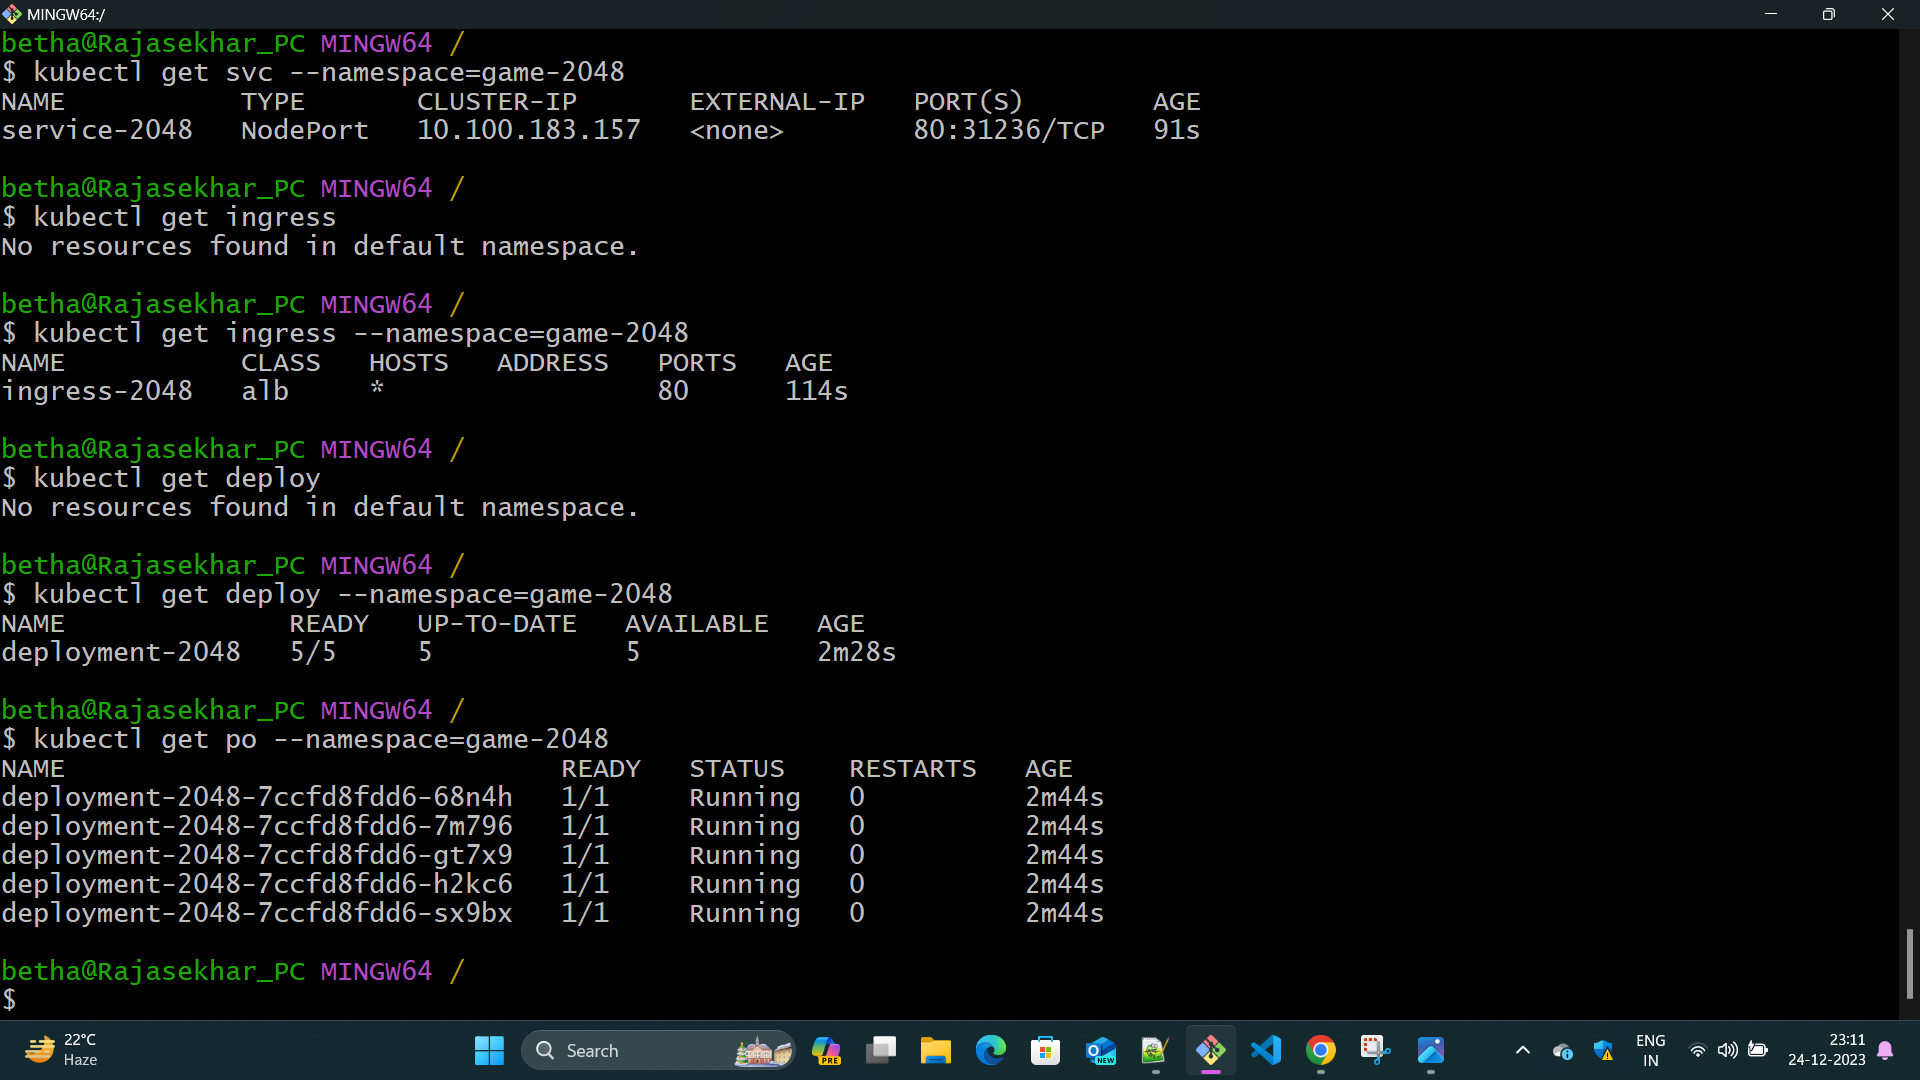 MINGW64:/
betha@Rajasekhar_PC MINGW64 /
$ kubectl get svc --namespace=game-2048
NAME TYPE CLUSTER-IP EXTERNAL-IP PORT(S) AGE
service-2048 NodePort 10.100.183.157 <none> 80:31236/TCP 91s
betha@Rajasekhar_PC MINGW64 /
$ kubectl get ingress
No resources found in default namespace.
betha@Rajasekhar_PC MINGW64 /
$ kubectl get ingress --namespace=game-2048
NAME CLASS HOSTS ADDRESS PORTS AGE
ingress-2048 alb * 80 114s
betha@Rajasekhar_PC MINGW64 /
$ kubectl get deploy
No resources found in default namespace.
betha@Rajasekhar_PC MINGW64 /
$ kubectl get deploy --namespace=game-2048
NAME READY UP-TO-DATE AVAILABLE AGE
deployment-2048 5/5 5 5 2m28s
betha@Rajasekhar_PC MINGW64 /
$ kubectl get po --namespace=game-2048
NAME READY STATUS RESTARTS AGE
deployment-2048-7ccfd8fdd6-68n4h 1/1 Running 0 2m44s
deployment-2048-7ccfd8fdd6-7m796 1/1 Running 0 2m44s
deployment-2048-7ccfd8fdd6-gt7x9 1/1 Running 0 2m44s
deployment-2048-7ccfd8fdd6-h2kc6 1/1 Running 0 2m44s
deployment-2048-7ccfd8fdd6-sx9bx 1/1 Running 0 2m44s
betha@Rajasekhar_PC MINGW64 /
$
22°C
Haze
Search
PRE
NEW
ENG
IN
23:11
24-12-2023